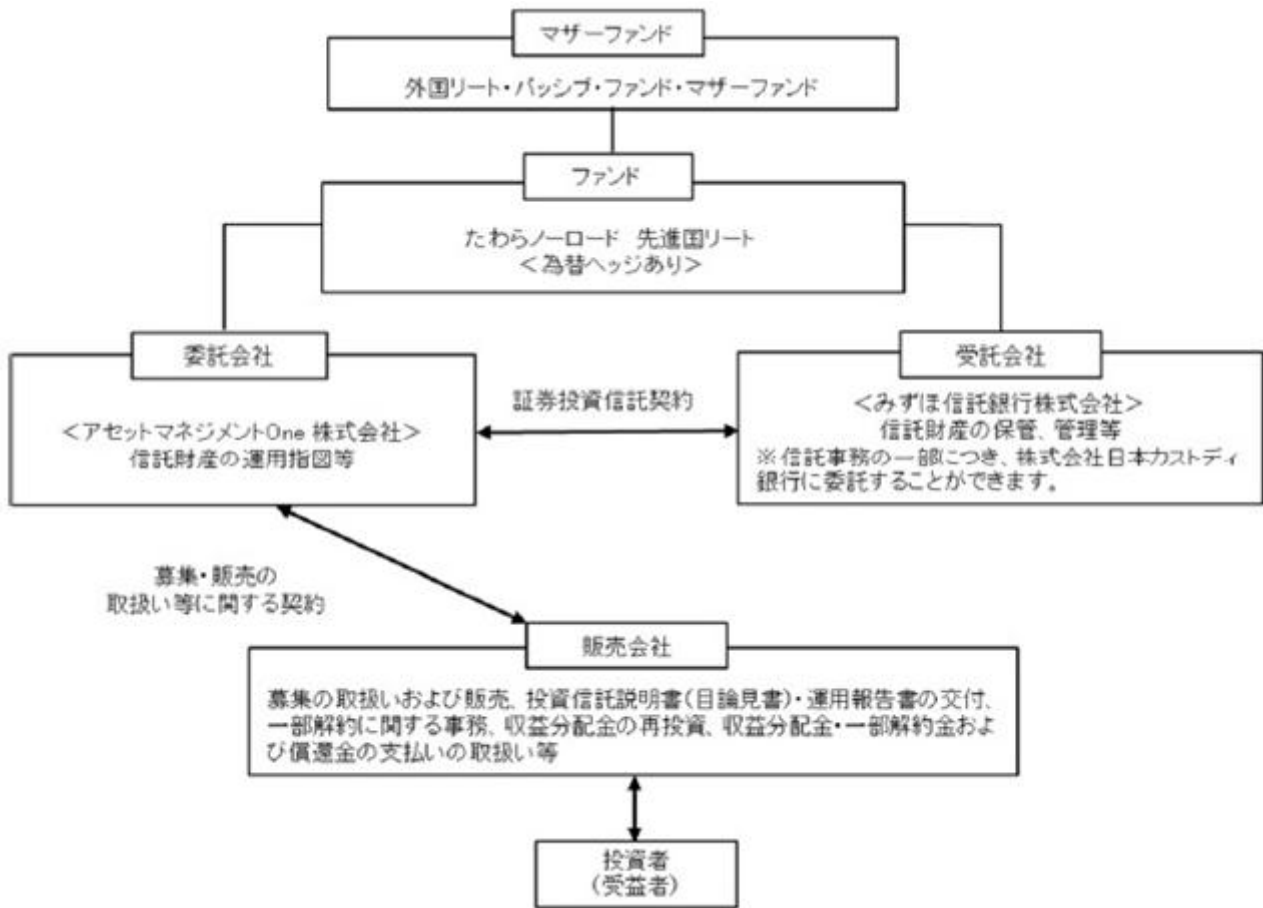 マザーファンド
外国リート・パッシブ・ファンド・マザーファンド
ファンド
たわらノーロード 先進国リート
＜為替ヘッジあり＞
委託会社
＜アセットマネジメントOne 株式会社＞
信託財産の運用指図等
証券投資信託契約
受託会社
＜みずほ信託銀行株式会社＞
信託財産の保管、管理等
※信託事務の一部につき、株式会社日本カストディ
銀行に委託することができます。
募集・販売の
取扱い等に関する契約
販売会社
募集の取扱いおよび販売、投資信託説明書(目論見書)・運用報告書の交付、
一部解約に関する事務、収益分配金の再投資、収益分配金・一部解約金およ
び償還金の支払いの取扱い等
投資者
(受益者)